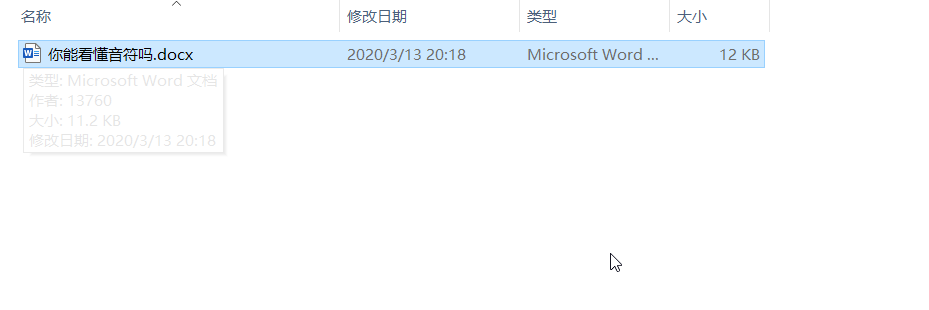 名称 修改日期 类型 大小
你能看懂音符吗.docx 2020/3/13 20:18 Microsoft Word ... 12 KB
类型: Microsoft Word 文档
作者: 13760
大小: 11.2 KB
修改日期: 2020/3/13 20:18